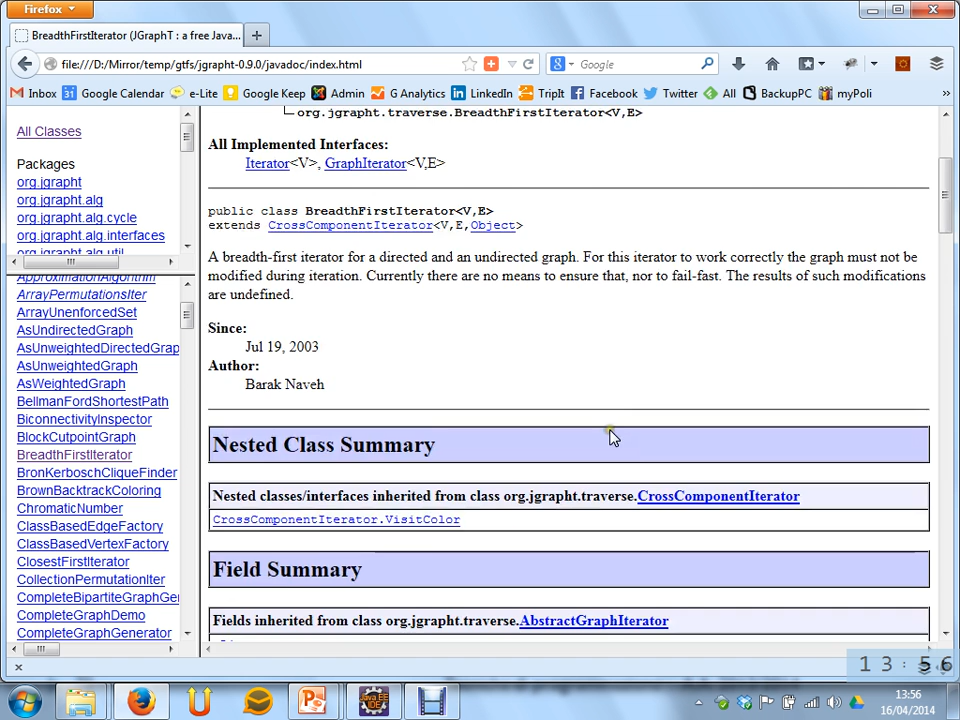 Firefox
BreadthFirstIterator (JGraphT : a free Java...
file:///D:/Mirror/temp/gtfs/jgrapht-0.9.0/javadoc/index.html
Google
Inbox Google Calendar e-Lite Google Keep Admin G Analytics LinkedIn TripIt Facebook Twitter All BackupPC myPoli »
All Classes
Packages
org.jgrapht
org.jgrapht.alg
org.jgrapht.alg.cycle
org.jgrapht.alg.interfaces
org.jgrapht.alg.util
ApproximationAlgorithm
ArrayPermutationsIter
ArrayUnenforcedSet
AsUndirectedGraph
AsUnweightedDirectedGrap
AsUnweightedGraph
AsWeightedGraph
BellmanFordShortestPath
BiconnectivityInspector
BlockCutpointGraph
BreadthFirstIterator
BronKerboschCliqueFinder
BrownBacktrackColoring
ChromaticNumber
ClassBasedEdgeFactory
ClassBasedVertexFactory
ClosestFirstIterator
CollectionPermutationIter
CompleteBipartiteGraphGe
CompleteGraphDemo
CompleteGraphGenerator
org.jgrapht.traverse.BreadthFirstIterator<V,E>
All Implemented Interfaces:
Iterator<V>, GraphIterator<V,E>
public class BreadthFirstIterator<V,E>
extends CrossComponentIterator<V,E,Object>
A breadth-first iterator for a directed and an undirected graph. For this iterator to work correctly the graph must not be
modified during iteration. Currently there are no means to ensure that, nor to fail-fast. The results of such modifications
are undefined.
Since:
Jul 19, 2003
Author:
Barak Naveh
Nested Class Summary
Nested classes/interfaces inherited from class org.jgrapht.traverse.CrossComponentIterator
CrossComponentIterator.VisitColor
Field Summary
Fields inherited from class org.jgrapht.traverse.AbstractGraphIterator
13:56
13:56
16/04/2014